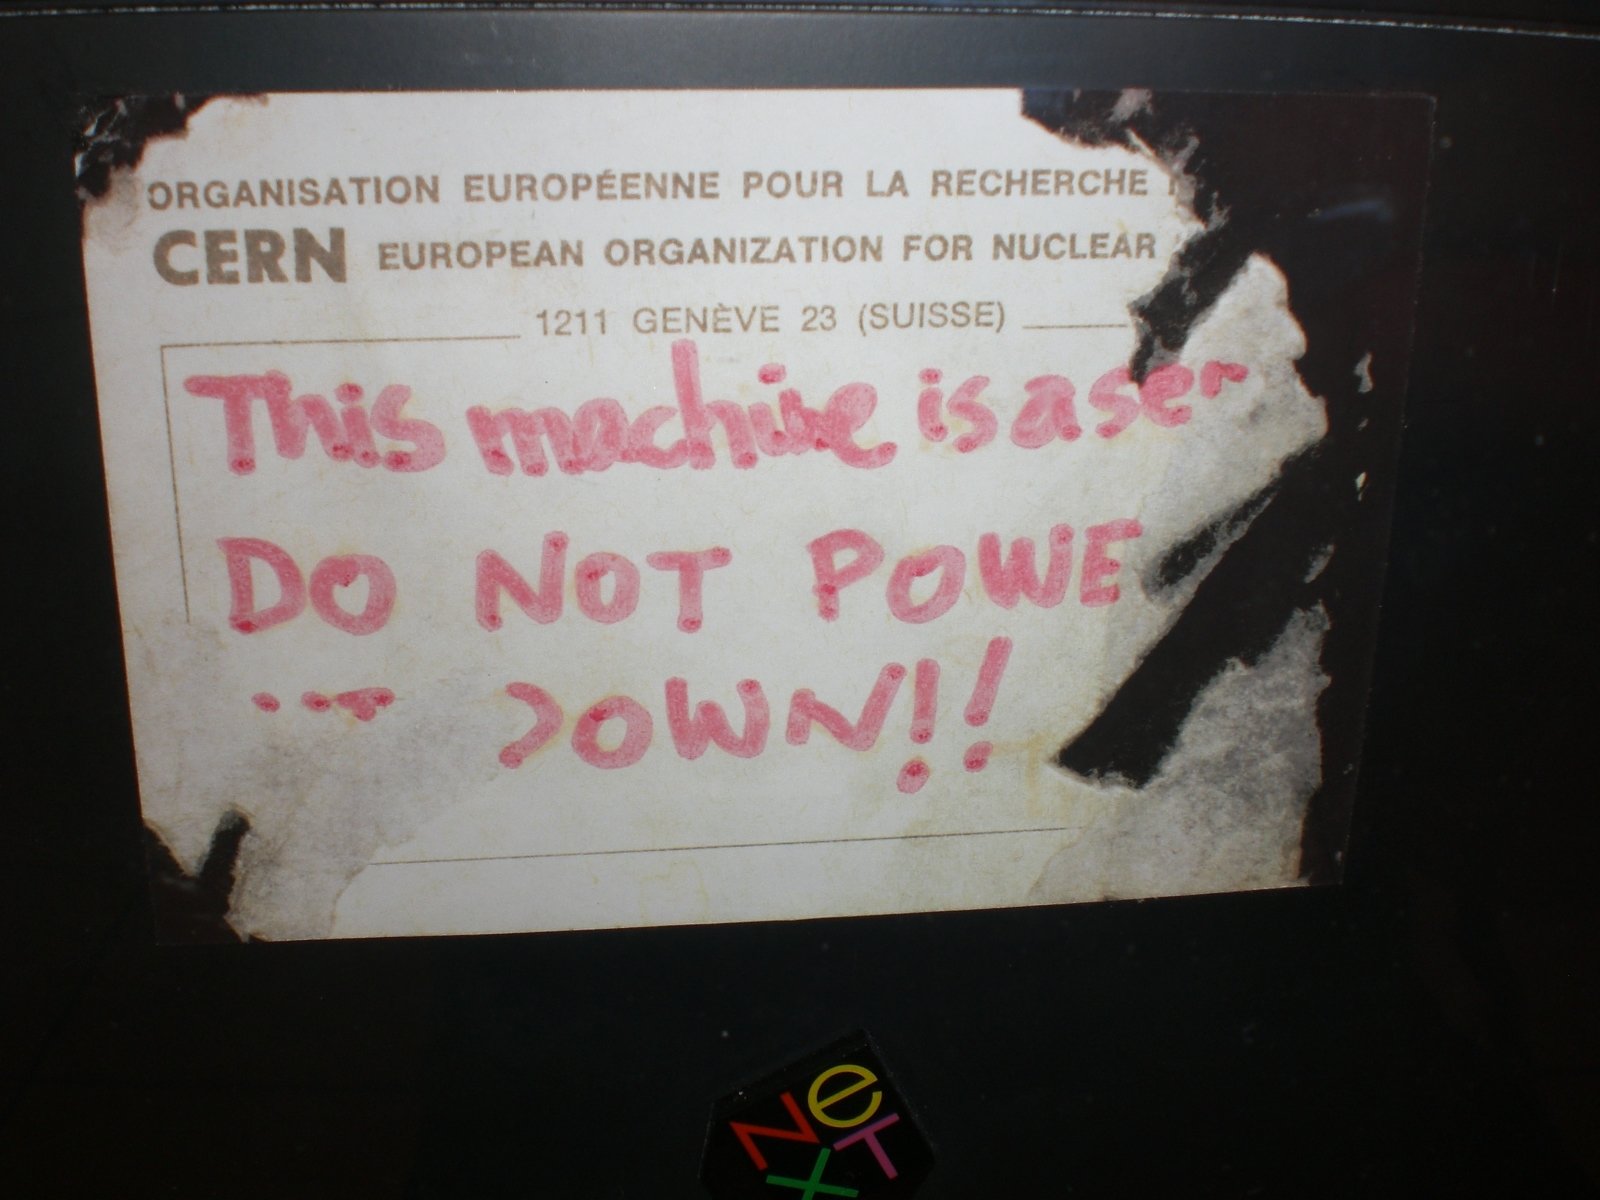 ORGANISATION EUROPÉENNE POUR LA RECHERCHE
CERN EUROPEAN ORGANIZATION FOR NUCLEAR
1211 GENÈVE 23 (SUISSE)
This machine is a ser
DO NOT POWE
DOWN!!
NeXT